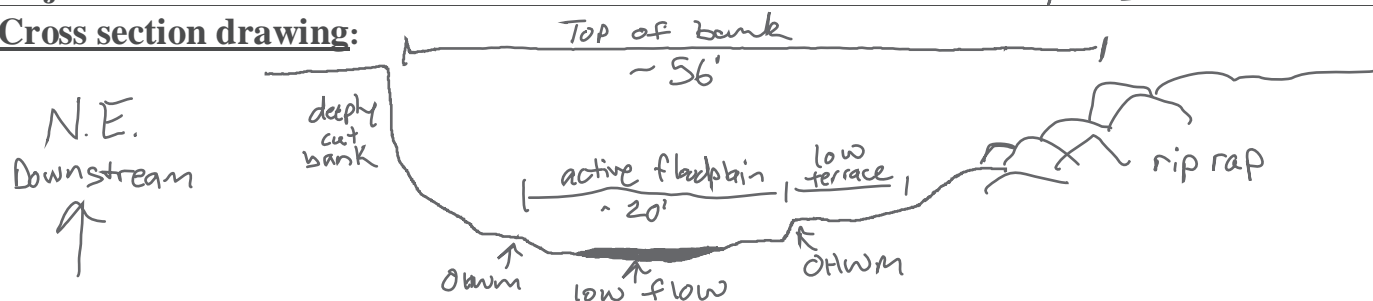 Cross section drawing:
Top of bank
~ 56'
N.E.
Downstream
deeply
cut
bank
active floodplain
~ 20'
low
terrace
rip rap
OHWM
low flow
OHWM